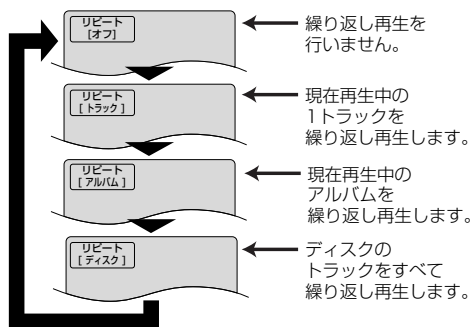 リピート
[オフ]
繰り返し再生を
行いません。
リピート
[ トラック ]
現在再生中の
1トラックを
繰り返し再生します。
リピート
[ アルバム ]
現在再生中の
アルバムを
繰り返し再生します。
リピート
[ ディスク ]
ディスクの
トラックをすべて
繰り返し再生します。